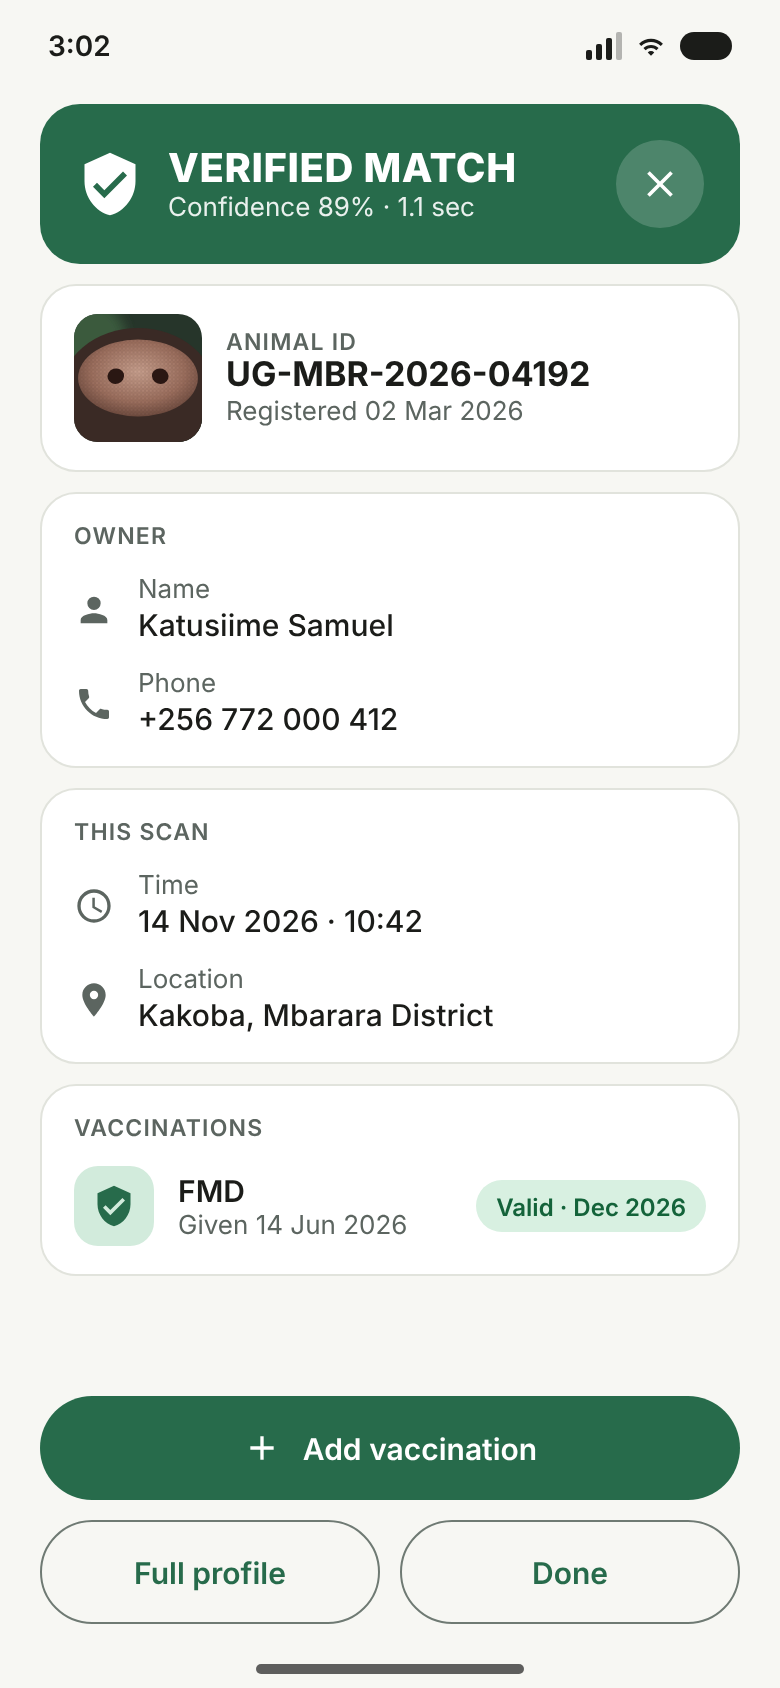 3:02
VERIFIED MATCH
Confidence 89% · 1.1 sec
ANIMAL ID
UG-MBR-2026-04192
Registered 02 Mar 2026
OWNER
Name
Katusiime Samuel
Phone
+256 772 000 412
THIS SCAN
Time
14 Nov 2026 · 10:42
Location
Kakoba, Mbarara District
VACCINATIONS
FMD
Given 14 Jun 2026
Valid · Dec 2026
Add vaccination
Full profile
Done